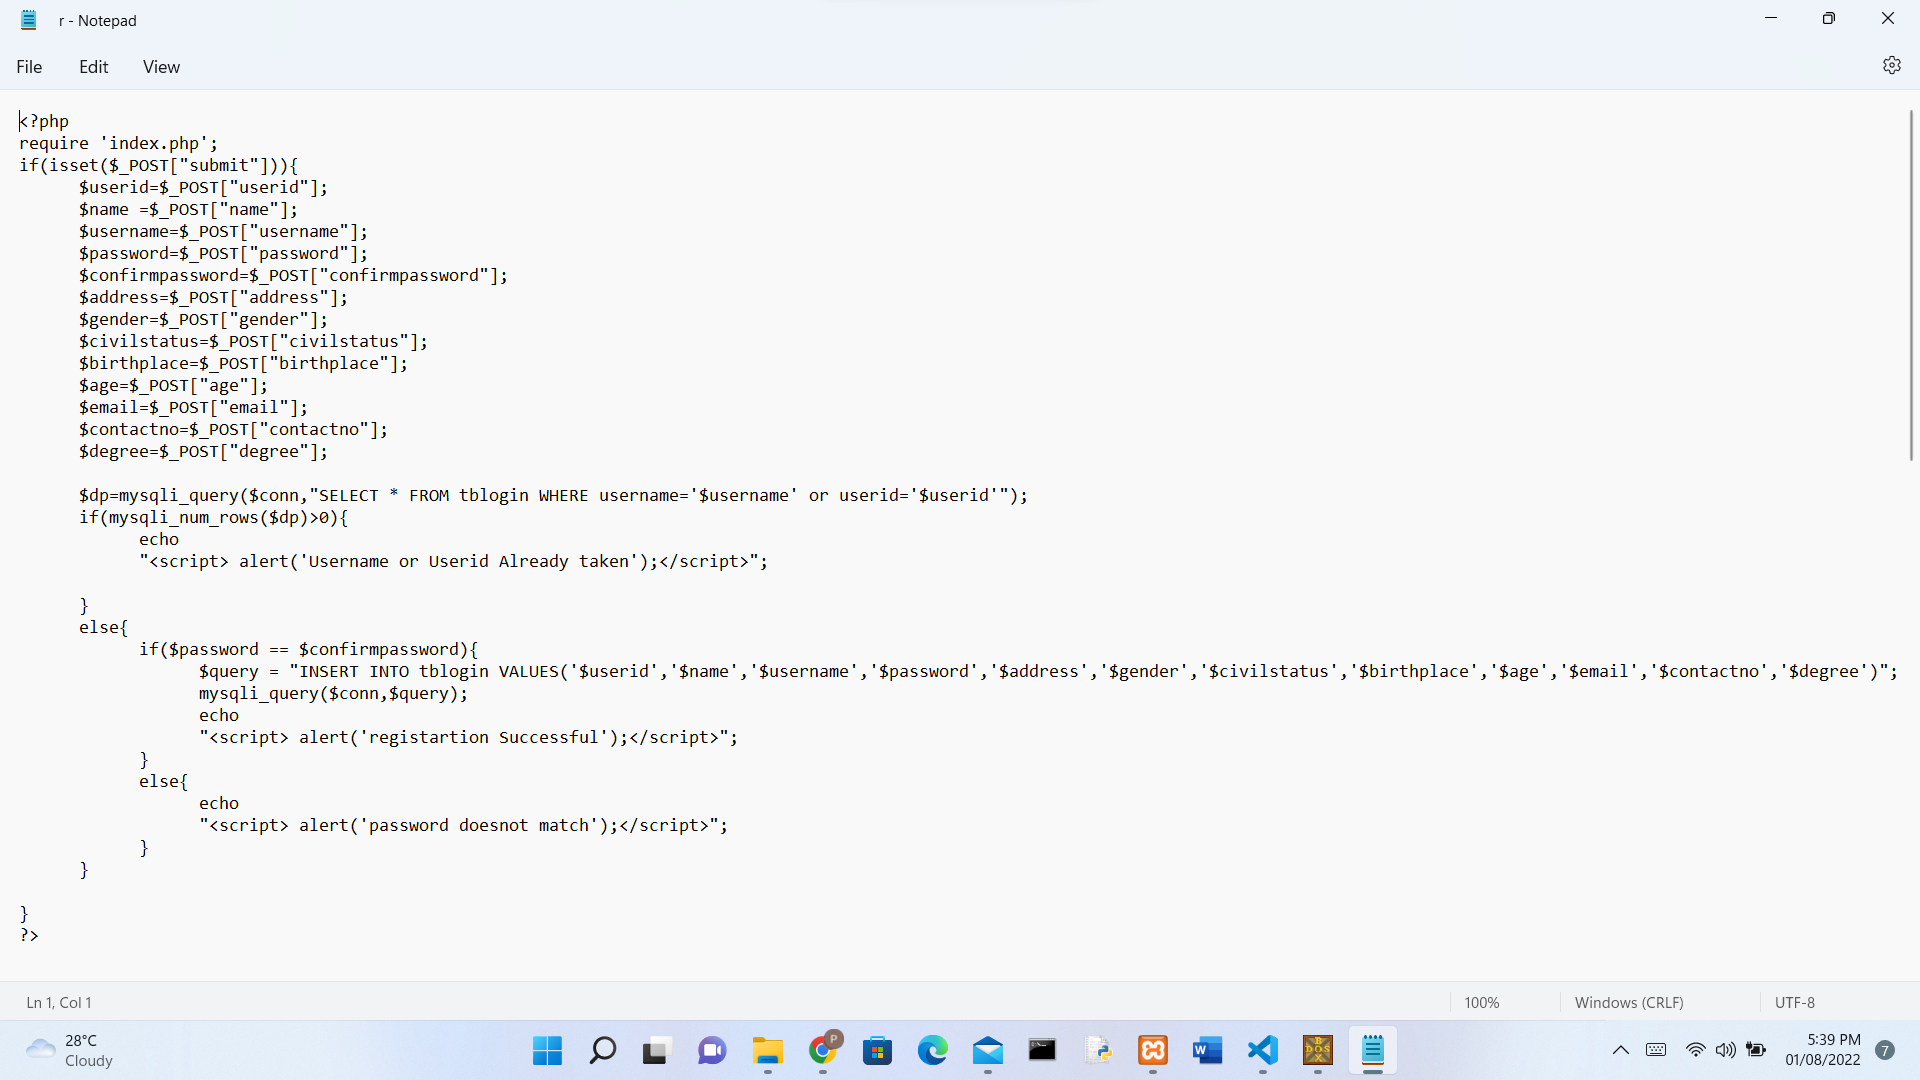 r - Notepad
File Edit View
<?php
require 'index.php';
if(isset($_POST["submit"])){
$userid=$_POST["userid"];
$name =$_POST["name"];
$username=$_POST["username"];
$password=$_POST["password"];
$confirmpassword=$_POST["confirmpassword"];
$address=$_POST["address"];
$gender=$_POST["gender"];
$civilstatus=$_POST["civilstatus"];
$birthplace=$_POST["birthplace"];
$age=$_POST["age"];
$email=$_POST["email"];
$contactno=$_POST["contactno"];
$degree=$_POST["degree"];
$dp=mysqli_query($conn,"SELECT * FROM tblogin WHERE username='$username' or userid='$userid'");
if(mysqli_num_rows($dp)>0){
echo
"<script> alert('Username or Userid Already taken');</script>";
}
else{
if($password == $confirmpassword){
$query = "INSERT INTO tblogin VALUES('$userid','$name','$username','$password','$address','$gender','$civilstatus','$birthplace','$age','$email','$contactno','$degree')";
mysqli_query($conn,$query);
echo
"<script> alert('registartion Successful');</script>";
}
else{
echo
"<script> alert('password doesnot match');</script>";
}
}
}
?>
Ln 1, Col 1 100% Windows (CRLF) UTF-8
28°C
Cloudy
P
W
BOX
DOS
5:39 PM
01/08/2022
7